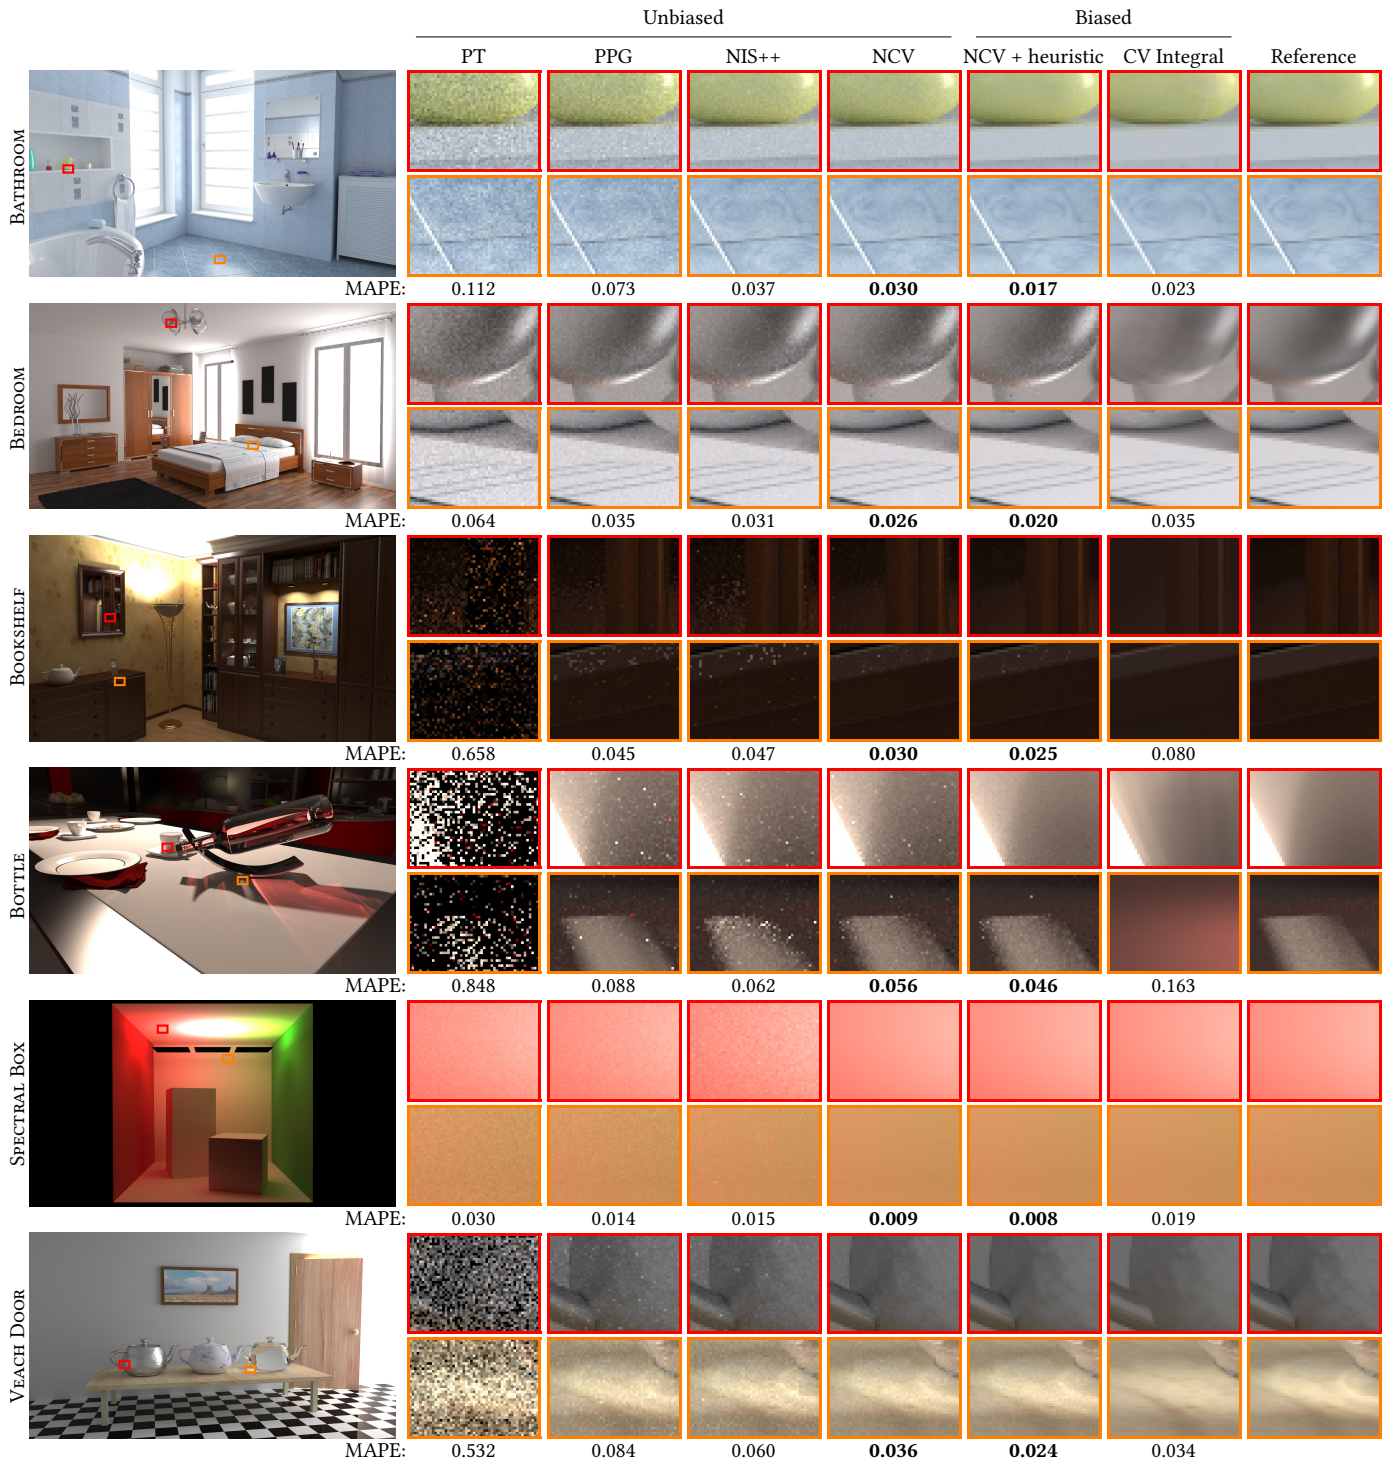 Unbiased Biased
PT PPG NIS++ NCV NCV + heuristic CV Integral Reference
Bathroom
MAPE: 0.112 0.073 0.037 0.030 0.017 0.023
Bedroom
MAPE: 0.064 0.035 0.031 0.026 0.020 0.035
Bookshelf
MAPE: 0.658 0.045 0.047 0.030 0.025 0.080
Bottle
MAPE: 0.848 0.088 0.062 0.056 0.046 0.163
Spectral Box
MAPE: 0.030 0.014 0.015 0.009 0.008 0.019
Veach Door
MAPE: 0.532 0.084 0.060 0.036 0.024 0.034